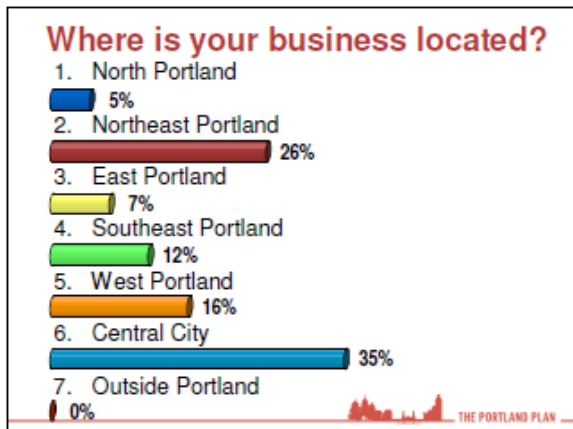 Where is your business located?
1. North Portland
5%
2. Northeast Portland
26%
3. East Portland
7%
4. Southeast Portland
12%
5. West Portland
16%
6. Central City
35%
7. Outside Portland
0%
THE PORTLAND PLAN